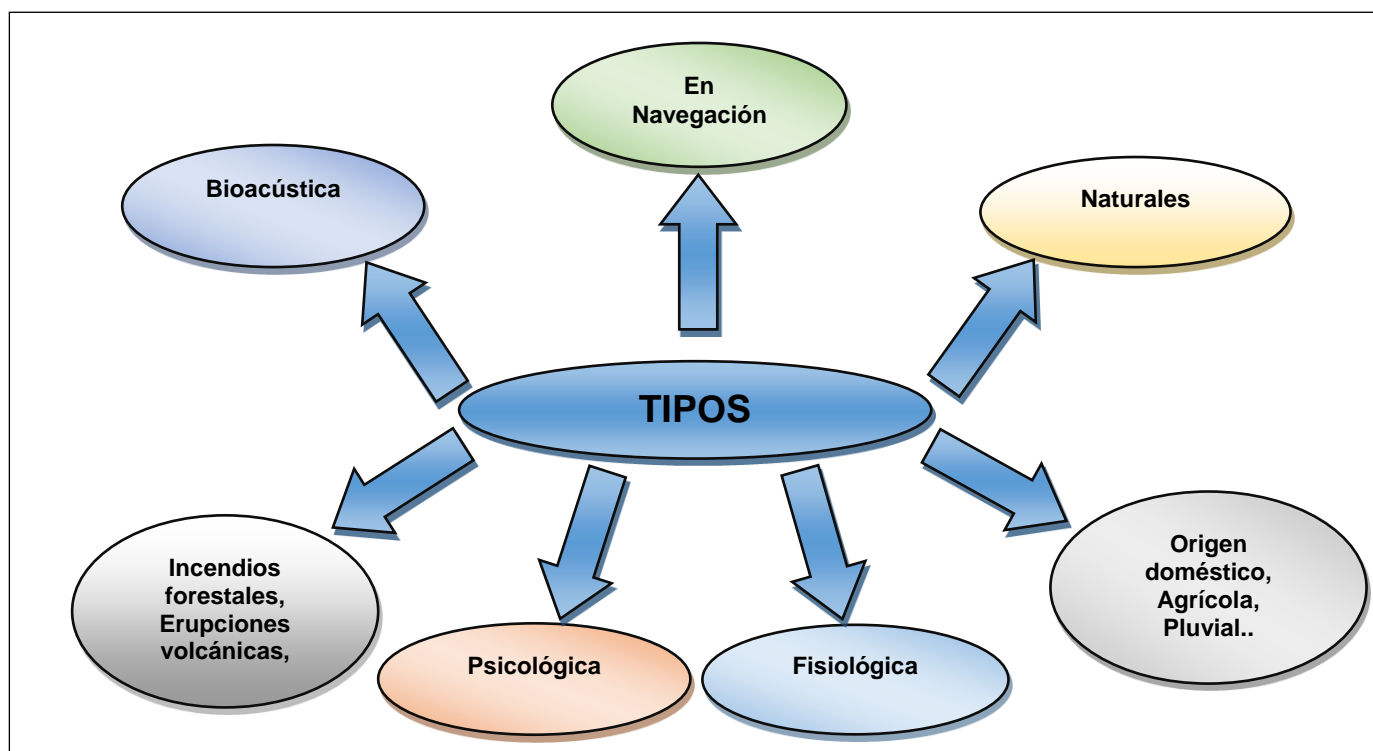 En
Navegación
Bioacústica
Naturales
TIPOS
Incendios
forestales,
Erupciones
volcánicas,
Psicológica
Fisiológica
Origen
doméstico,
Agrícola,
Pluvial..